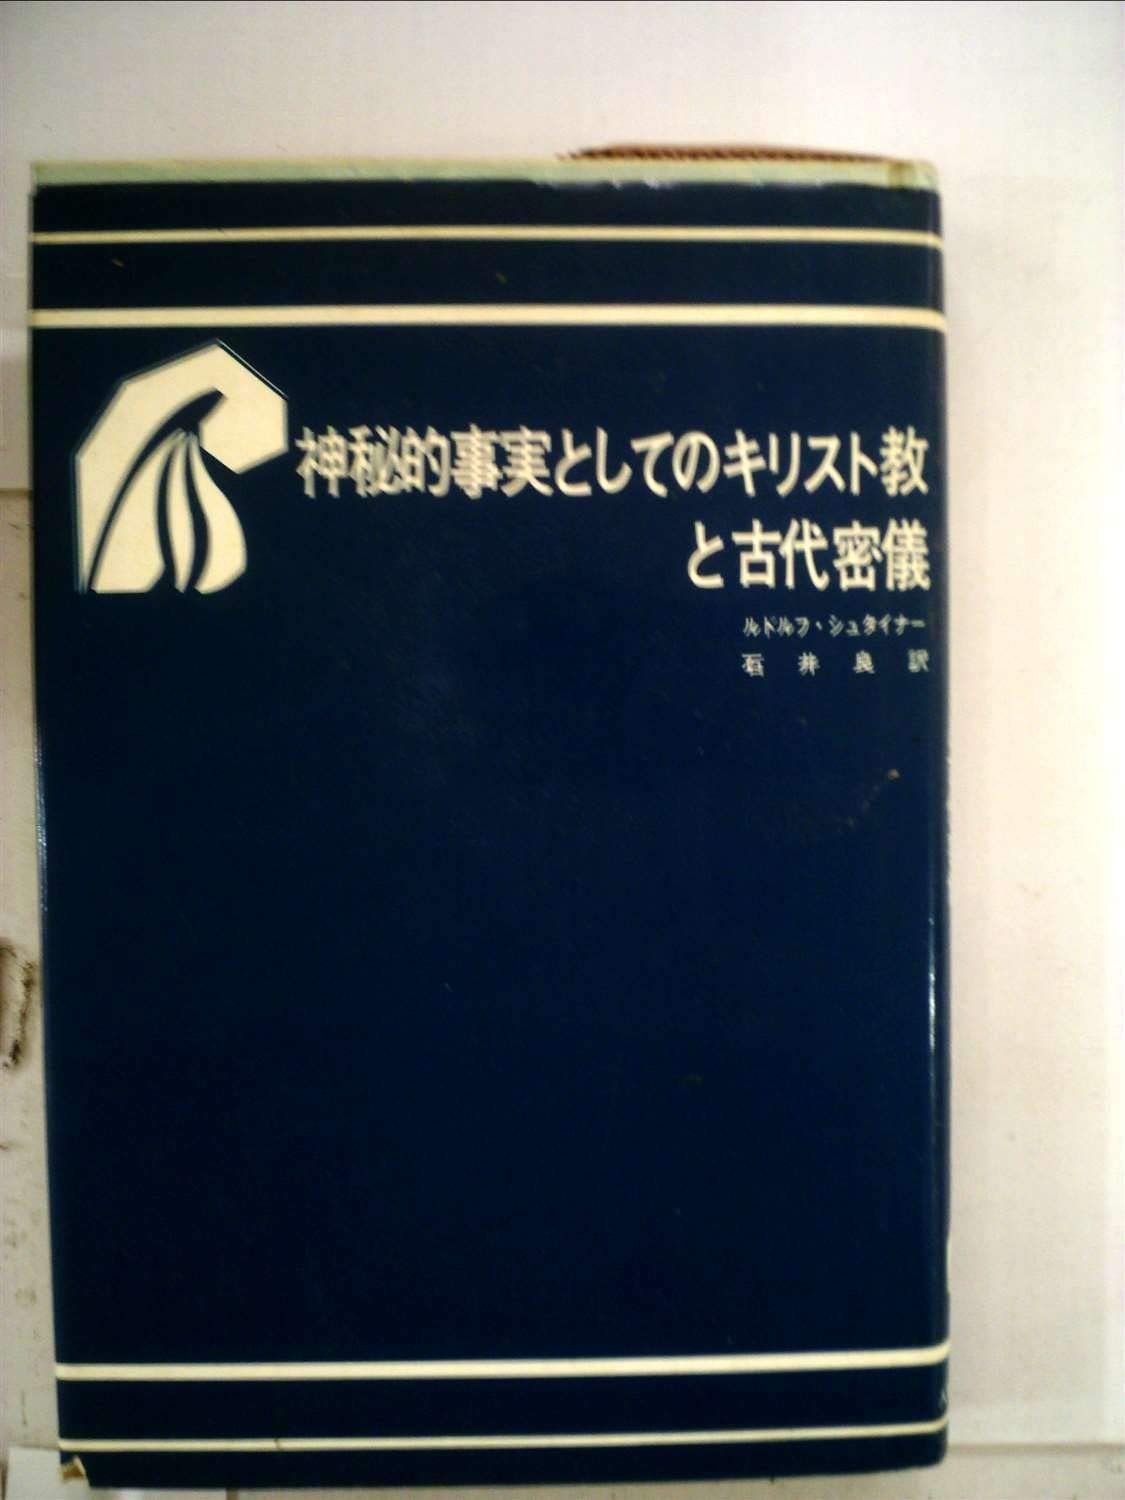 神秘的事実としてのキリスト教
と古代密儀
ルドルフ・シュタイナー
石井良訳